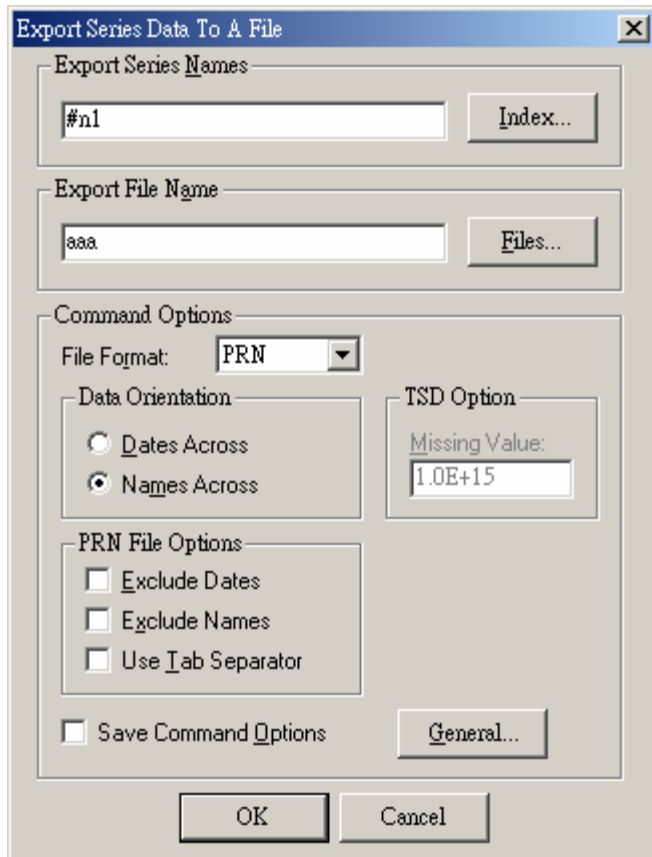 Export Series Data To A File
Export Series Names
#n1
Index...
Export File Name
aaa
Files...
Command Options
File Format:
PRN
Data Orientation
Dates Across
Names Across
TSD Option
Missing Value:
1.0E+15
PRN File Options
Exclude Dates
Exclude Names
Use Tab Separator
Save Command Options
General...
OK
Cancel